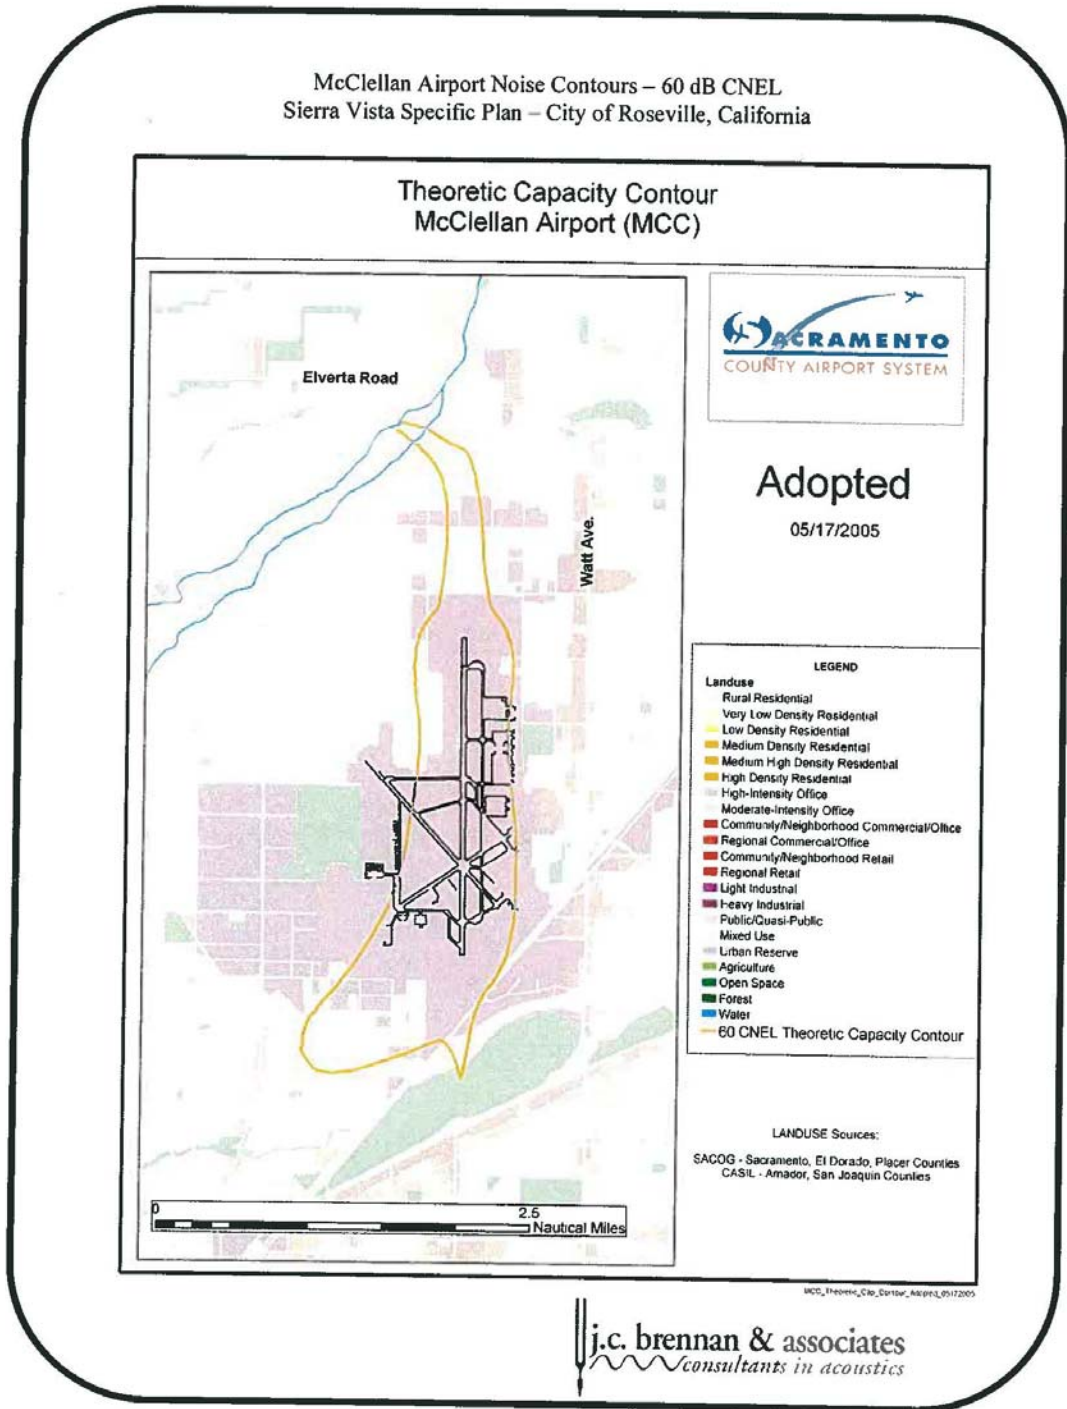 McClellan Airport Noise Contours – 60 dB CNEL
Sierra Vista Specific Plan – City of Roseville, California
Theoretic Capacity Contour
McClellan Airport (MCC)
Elverta Road
Watt Ave.
SACRAMENTO
COUNTY AIRPORT SYSTEM
Adopted
05/17/2005
LEGEND
Landuse
Rural Residential
Very Low Density Residential
Low Density Residential
Medium Density Residential
Medium High Density Residential
High Density Residential
High-Intensity Office
Moderate-Intensity Office
Community/Neighborhood Commercial/Office
Regional Commercial/Office
Community/Neighborhood Retail
Regional Retail
Light Industrial
Heavy Industrial
Public/Quasi-Public
Mixed Use
Urban Reserve
Agriculture
Open Space
Forest
Water
60 CNEL Theoretic Capacity Contour
LANDUSE Sources:
SACOG - Sacramento, El Dorado, Placer Counties
CASIL - Amador, San Joaquin Counties
0 2.5
Nautical Miles
MCC_Theoretic_Cap_Contour_Adopted_05172005
j.c. brennan & associates
consultants in acoustics